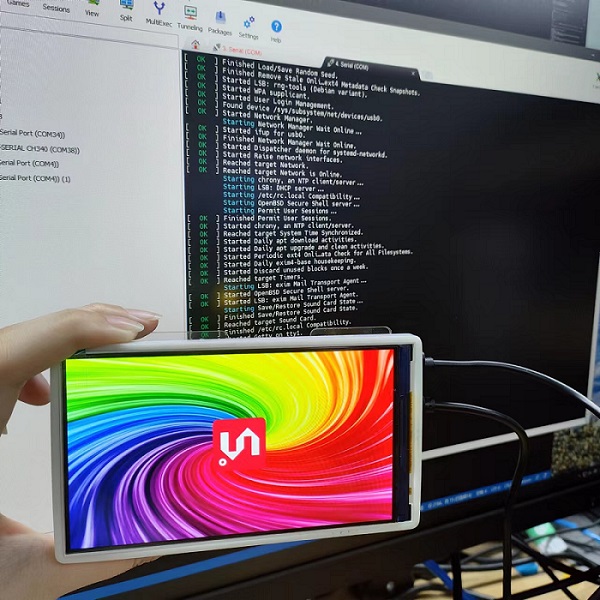 Games
Sessions
View
Split
MultiExec
Tunneling
Packages
Settings
Help
3. Serial (COM)
4. Serial (COM)
Serial Port (COM34))
-SERIAL CH340 (COM38))
Serial Port (COM4))
Serial Port (COM4)) (1)
[ OK ] Finished Load/Save Random Seed.
[ OK ] Finished Remove Stale Onli…ext4 Metadata Check Snapshots.
[ OK ] Started LSB: rng-tools (Debian variant).
[ OK ] Started WPA supplicant.
[ OK ] Started User Login Management.
[ OK ] Found device /sys/subsystem/net/devices/usb0.
[ OK ] Started Network Manager.
Starting Network Manager Wait Online...
[ OK ] Started ifup for usb0.
[ OK ] Finished Network Manager Wait Online.
[ OK ] Started Dispatcher daemon for systemd-networkd.
[ OK ] Started Raise network interfaces.
[ OK ] Reached target Network.
[ OK ] Reached target Network is Online.
Starting chrony, an NTP client/server...
Starting LSB: DHCP server...
Starting /etc/rc.local Compatibility...
Starting OpenBSD Secure Shell server...
Starting Permit User Sessions...
[ OK ] Finished Permit User Sessions.
[ OK ] Started chrony, an NTP client/server.
[ OK ] Reached target System Time Synchronized.
[ OK ] Started Daily apt download activities.
[ OK ] Started Daily apt upgrade and clean activities.
[ OK ] Started Periodic ext4 Onli…ata Check for All Filesystems.
[ OK ] Started Daily exim4-base housekeeping.
[ OK ] Started Discard unused blocks once a week.
[ OK ] Reached target Timers.
Starting LSB: exim Mail Transport Agent...
[ OK ] Started OpenBSD Secure Shell server.
[ OK ] Started LSB: exim Mail Transport Agent.
Starting Save/Restore Sound Card State...
[ OK ] Finished Save/Restore Sound Card State.
[ OK ] Reached target Sound Card.
[ OK ] Finished /etc/rc.local Compatibility.
[ OK ] Started Getty on tty1.